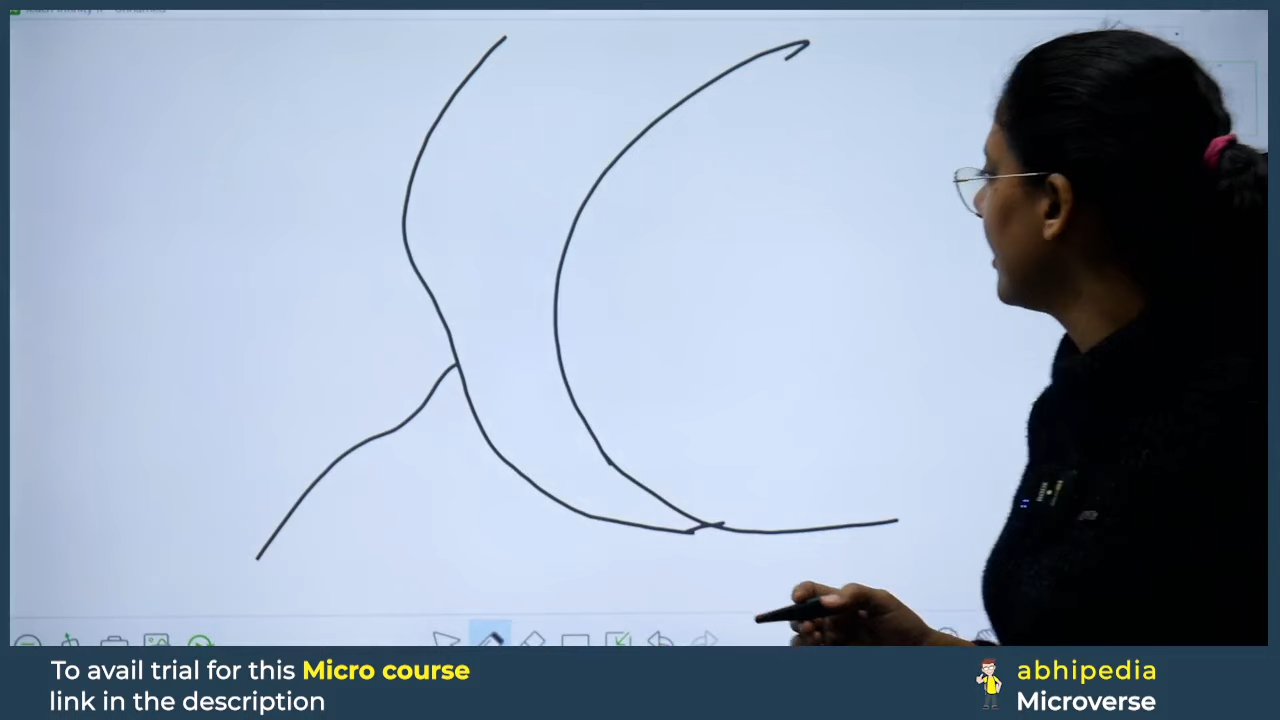 To avail trial for this Micro course
link in the description
abhipedia
Microverse